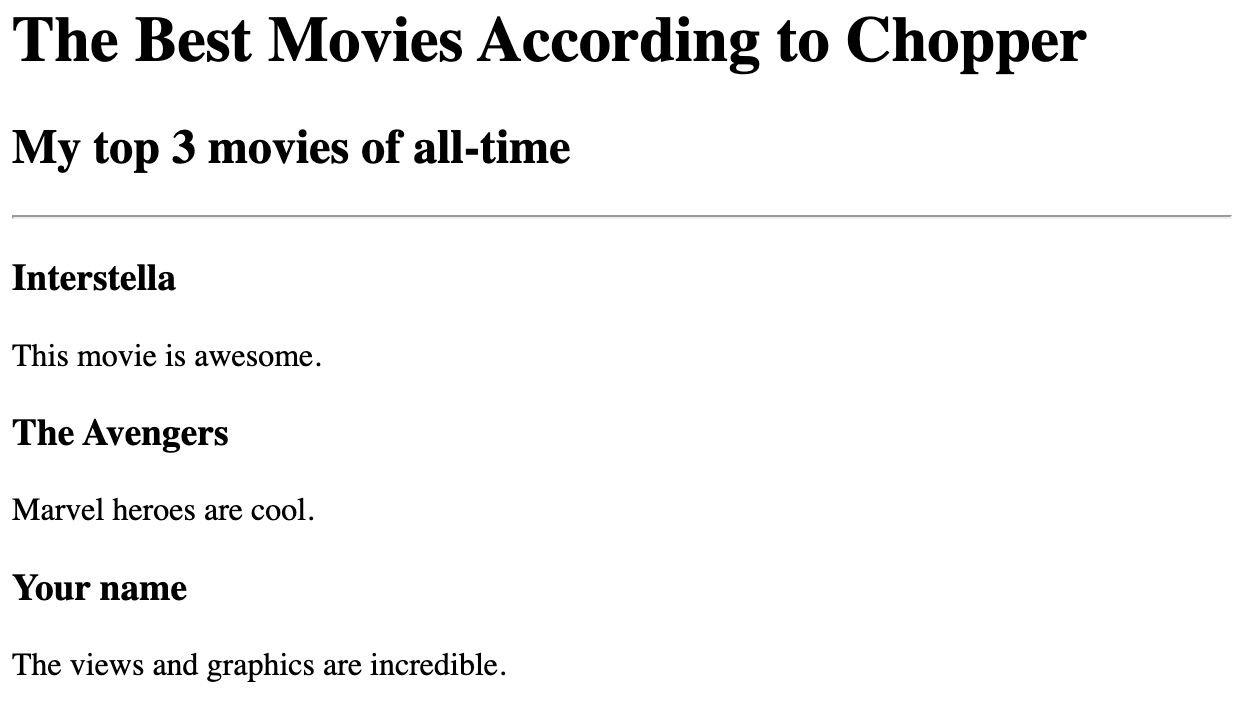 The Best Movies According to Chopper
My top 3 movies of all-time
Interstella
This movie is awesome.
The Avengers
Marvel heroes are cool.
Your name
The views and graphics are incredible.